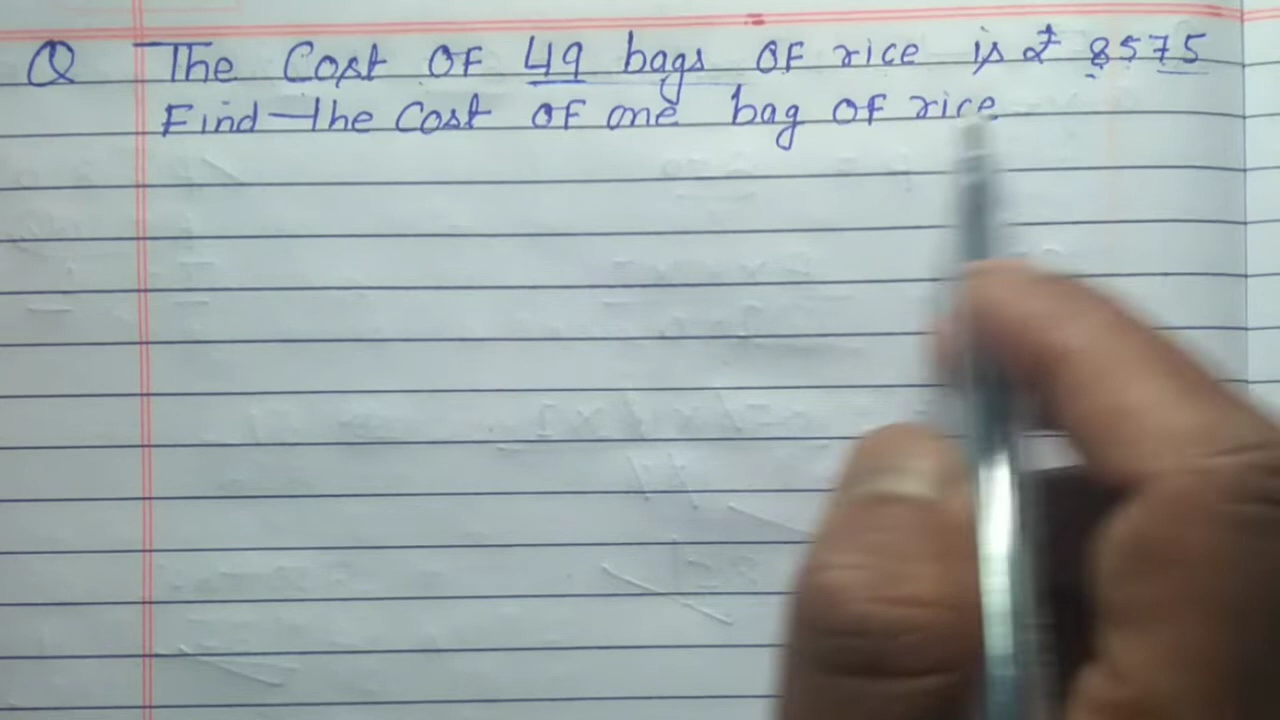 Q The Cost OF 49 bags OF rice is ₹ 8575
Find the Cost OF one bag OF rice